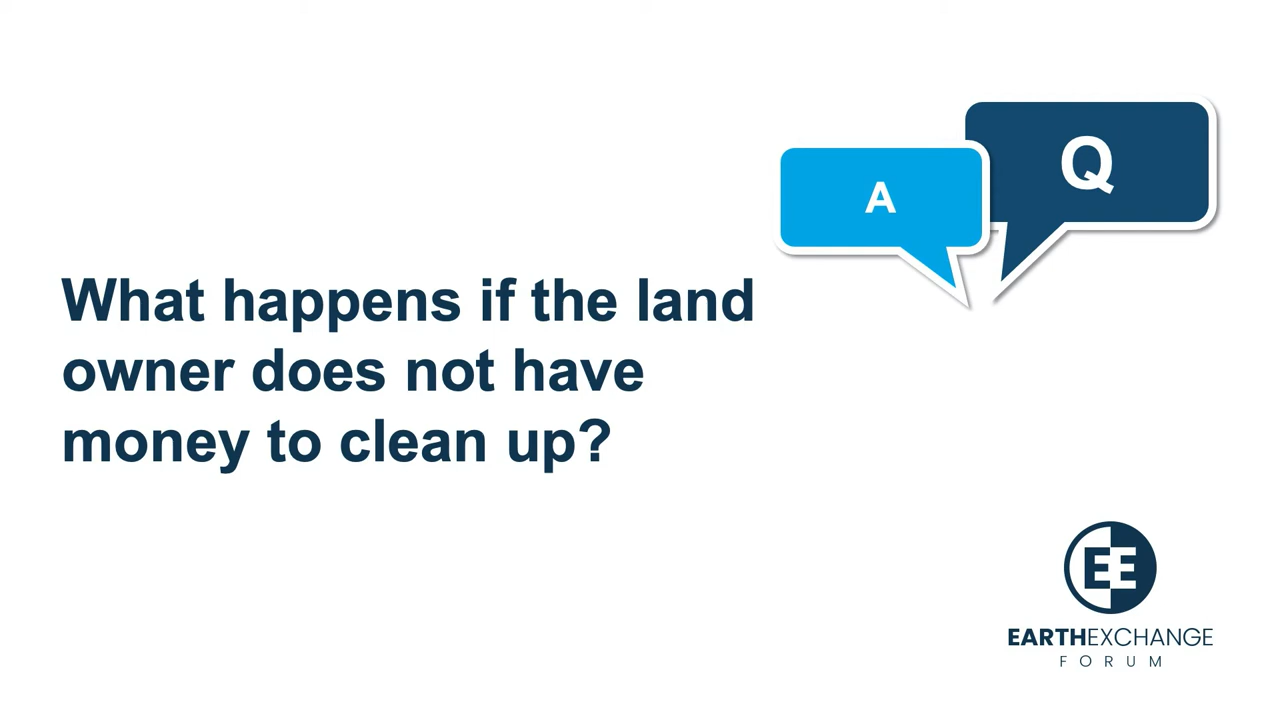 Q
A
What happens if the land
owner does not have
money to clean up?
EE
EARTHEXCHANGE
FORUM